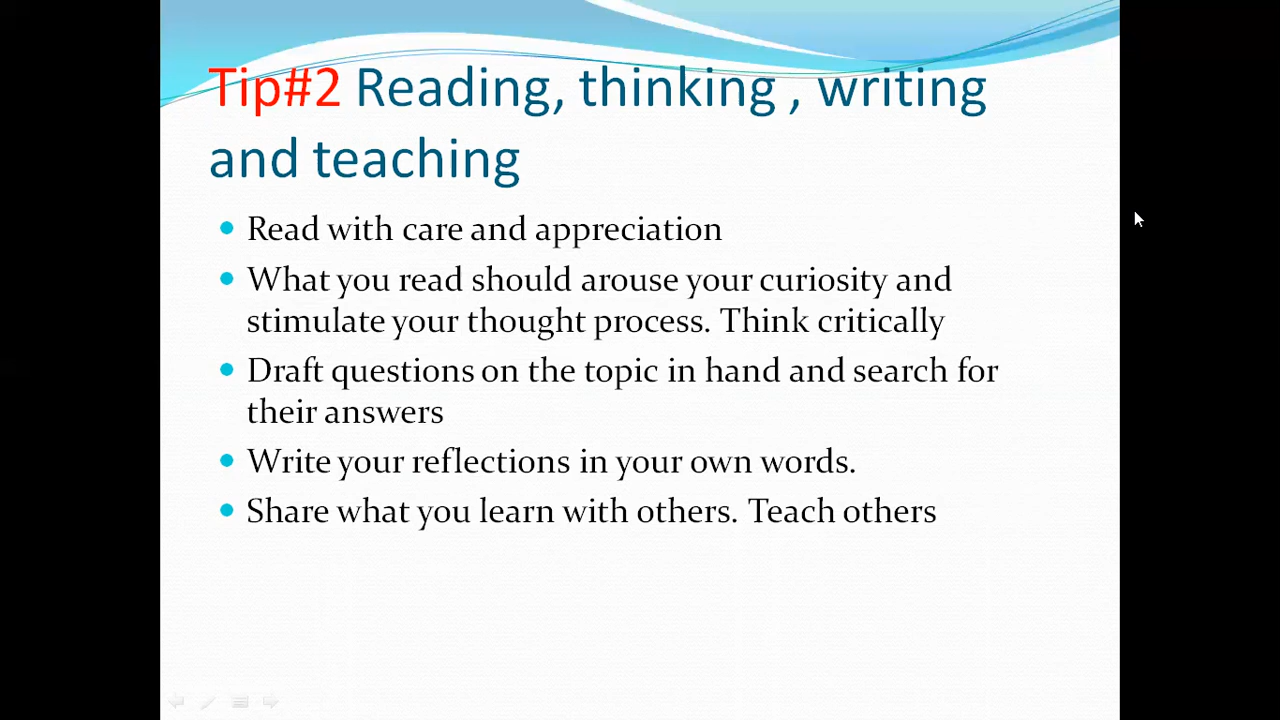 Tip#2 Reading, thinking , writing
and teaching
Read with care and appreciation
What you read should arouse your curiosity and
stimulate your thought process. Think critically
Draft questions on the topic in hand and search for
their answers
Write your reflections in your own words.
Share what you learn with others. Teach others